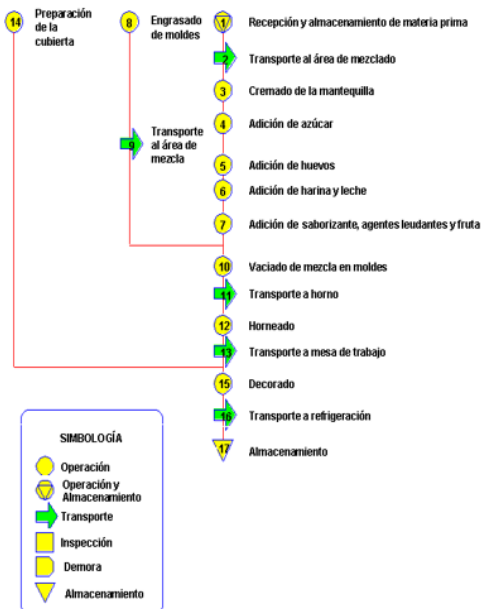 14
Preparación
de la
cubierta
8
Engrasado
de moldes
9
Transporte
al área de
mezcla
1
Recepción y almacenamiento de materia prima
2
Transporte al área de mezclado
3
Cremado de la mantequilla
4
Adición de azúcar
5
Adición de huevos
6
Adición de harina y leche
7
Adición de saborizante, agentes leudantes y fruta
10
Vaciado de mezcla en moldes
11
Transporte a horno
12
Horneado
13
Transporte a mesa de trabajo
15
Decorado
16
Transporte a refrigeración
17
Almacenamiento
SIMBOLOGÍA
Operación
Operación y
Almacenamiento
Transporte
Inspección
Demora
Almacenamiento